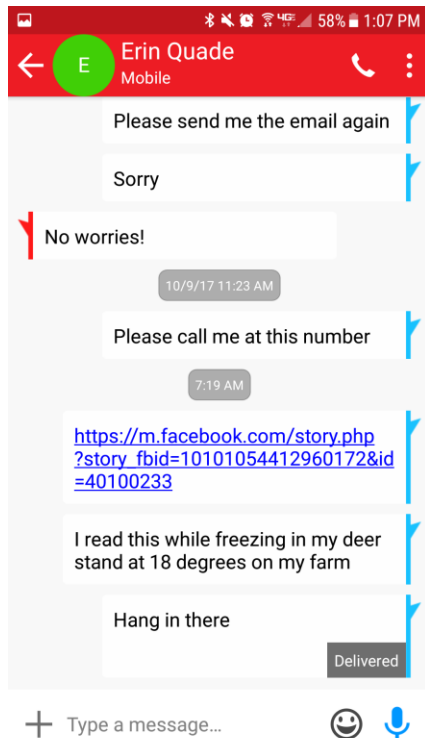 58% 1:07 PM
E
Erin Quade
Mobile
Please send me the email again
Sorry
No worries!
10/9/17 11:23 AM
Please call me at this number
7:19 AM
https://m.facebook.com/story.php
?story_fbid=10101054412960172&id
=40100233
I read this while freezing in my deer
stand at 18 degrees on my farm
Hang in there
Delivered
Type a message...